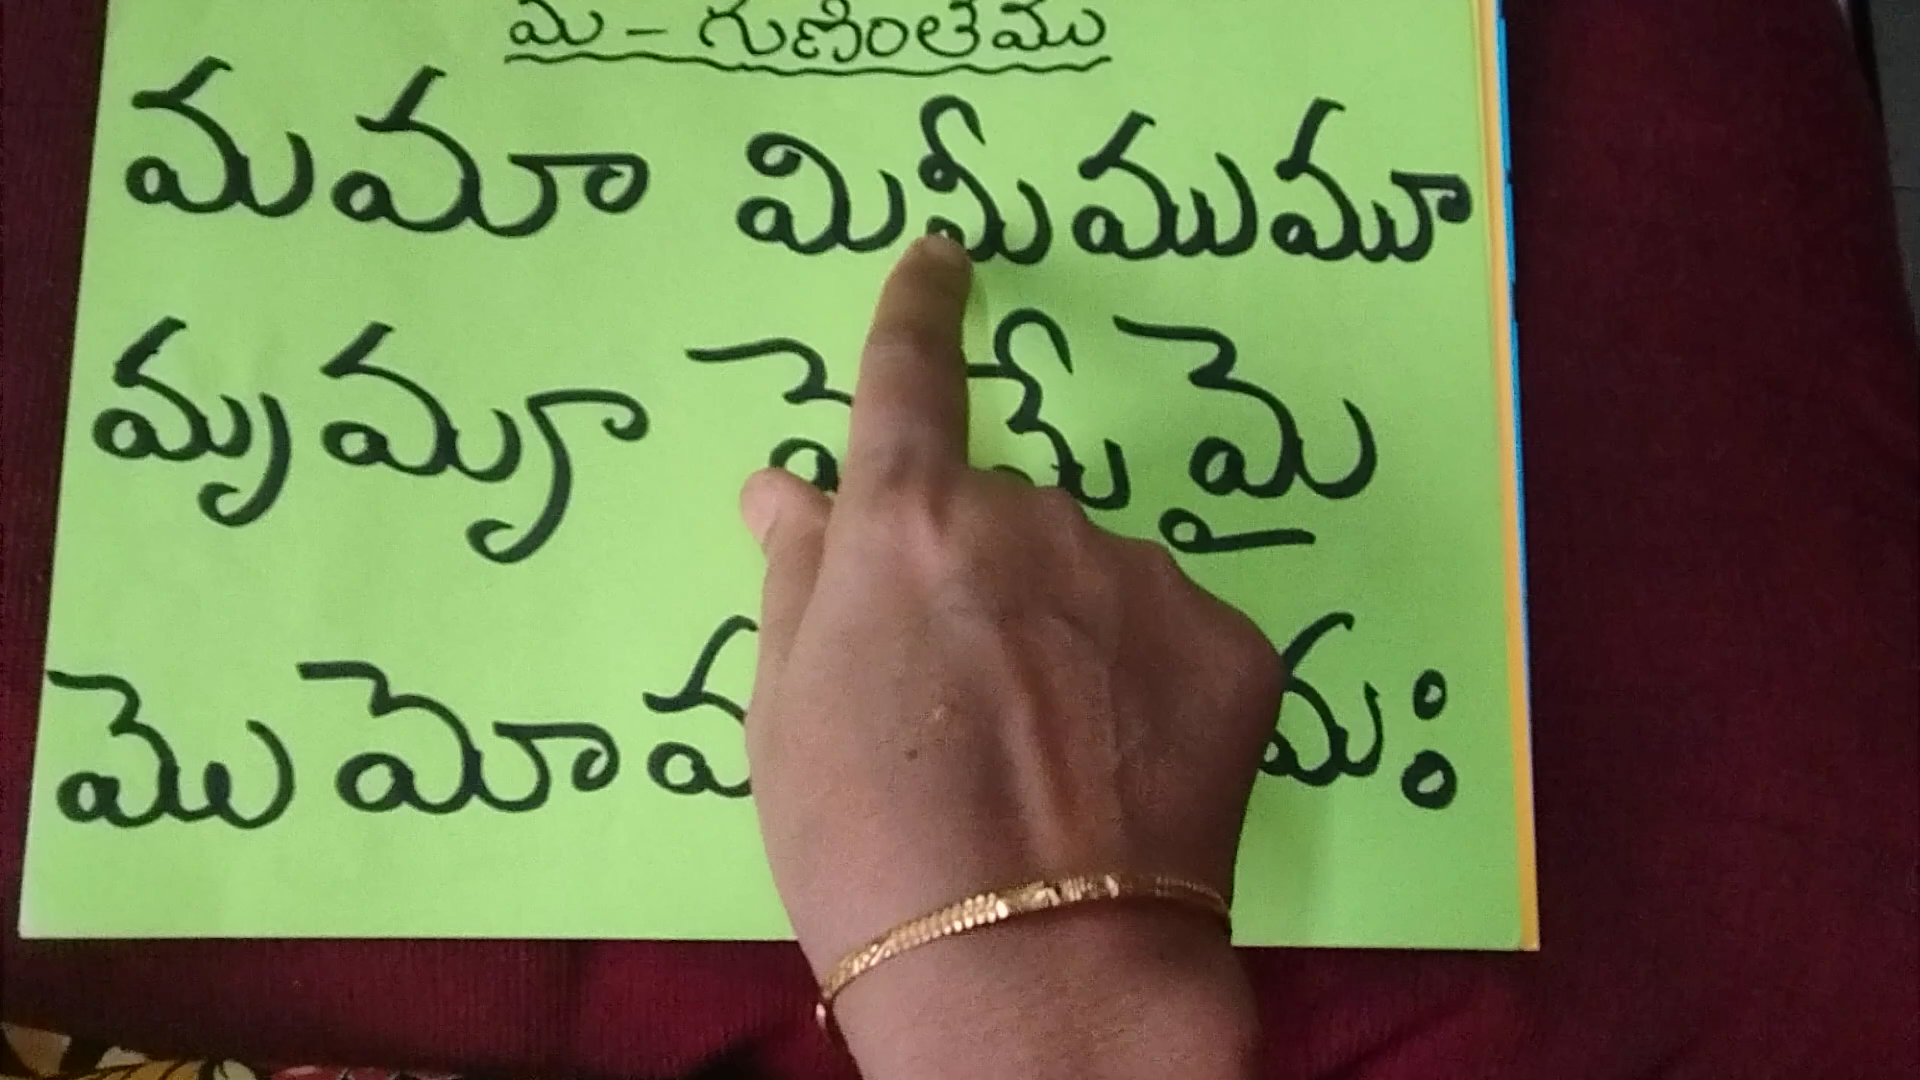 మ - గుణింతము
మ మా మి మీ ము మూ
మృ మౄ మె మే మై
మొ మో మః